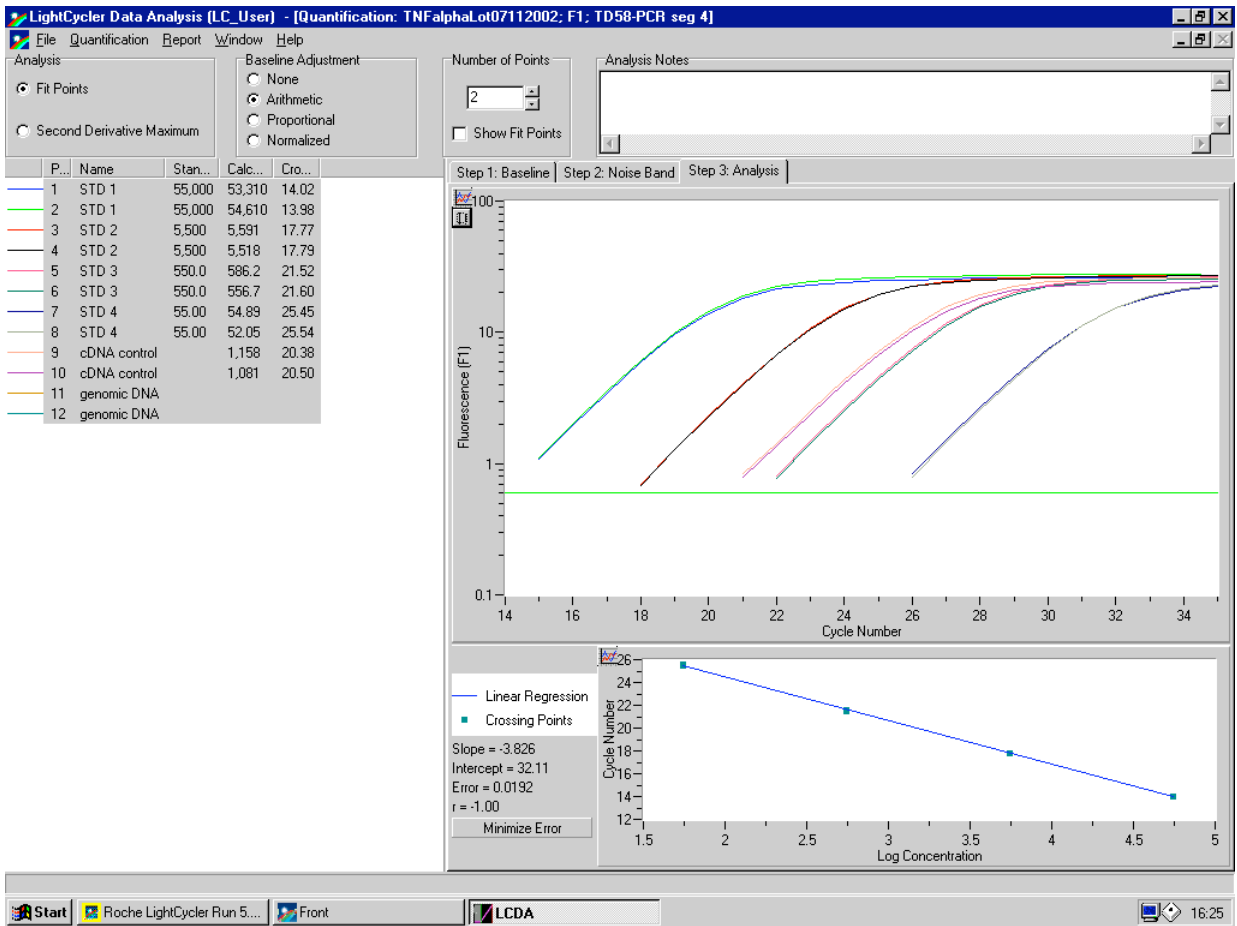 LightCycler Data Analysis (LC_User) - [Quantification: TNFalphaLot07112002; F1; TD58-PCR seg 4]
File Quantification Report Window Help
Analysis
Fit Points
Second Derivative Maximum
Baseline Adjustment
None
Arithmetic
Proportional
Normalized
Number of Points
2
Show Fit Points
Analysis Notes
P... Name Stan... Calc... Cro...
1 STD 1 55,000 53,310 14.02
2 STD 1 55,000 54,610 13.98
3 STD 2 5,500 5,591 17.77
4 STD 2 5,500 5,518 17.79
5 STD 3 550.0 586.2 21.52
6 STD 3 550.0 556.7 21.60
7 STD 4 55.00 54.89 25.45
8 STD 4 55.00 52.05 25.54
9 cDNA control 1,158 20.38
10 cDNA control 1,081 20.50
11 genomic DNA
12 genomic DNA
Step 1: Baseline Step 2: Noise Band Step 3: Analysis
100
10
1
0.1
Fluorescence (F1)
14 16 18 20 22 24 26 28 30 32 34
Cycle Number
Linear Regression
Crossing Points
Slope = -3.826
Intercept = 32.11
Error = 0.0192
r = -1.00
Minimize Error
26
24
22
20
18
16
14
12
Cycle Number
1.5 2 2.5 3 3.5 4 4.5 5
Log Concentration
Start Roche LightCycler Run 5.... Front LCDA 16:25